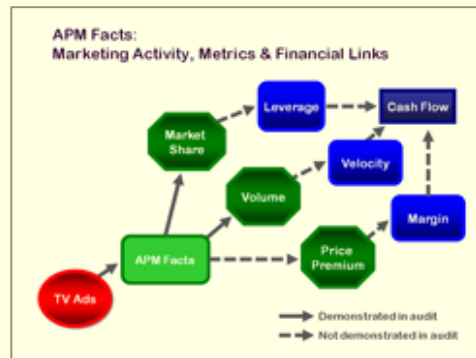 APM Facts:
Marketing Activity, Metrics & Financial Links
Leverage
Cash Flow
Market
Share
Velocity
Volume
Margin
Price
Premium
APM Facts
TV Ads
Demonstrated in audit
Not demonstrated in audit